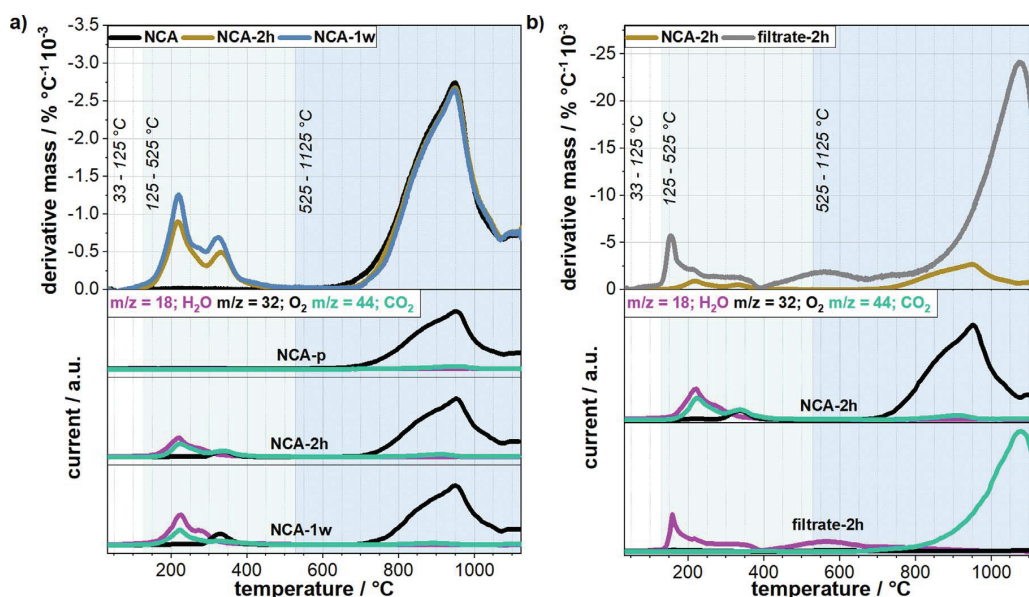 a)
-3.5
-3.0
-2.5
-2.0
-1.5
-1.0
-0.5
0.0
derivative mass / % °C⁻¹ 10⁻³
NCA NCA-2h NCA-1w
33 - 125 °C
125 - 525 °C
525 - 1125 °C
m/z = 18; H₂O m/z = 32; O₂ m/z = 44; CO₂
current / a.u.
NCA-p
NCA-2h
NCA-1w
200 400 600 800 1000
temperature / °C
b)
-25
-20
-15
-10
-5
0
derivative mass / % °C⁻¹ 10⁻³
NCA-2h filtrate-2h
33 - 125 °C
125 - 525 °C
525 - 1125 °C
m/z = 18; H₂O m/z = 32; O₂ m/z = 44; CO₂
current / a.u.
NCA-2h
filtrate-2h
200 400 600 800 1000
temperature / °C